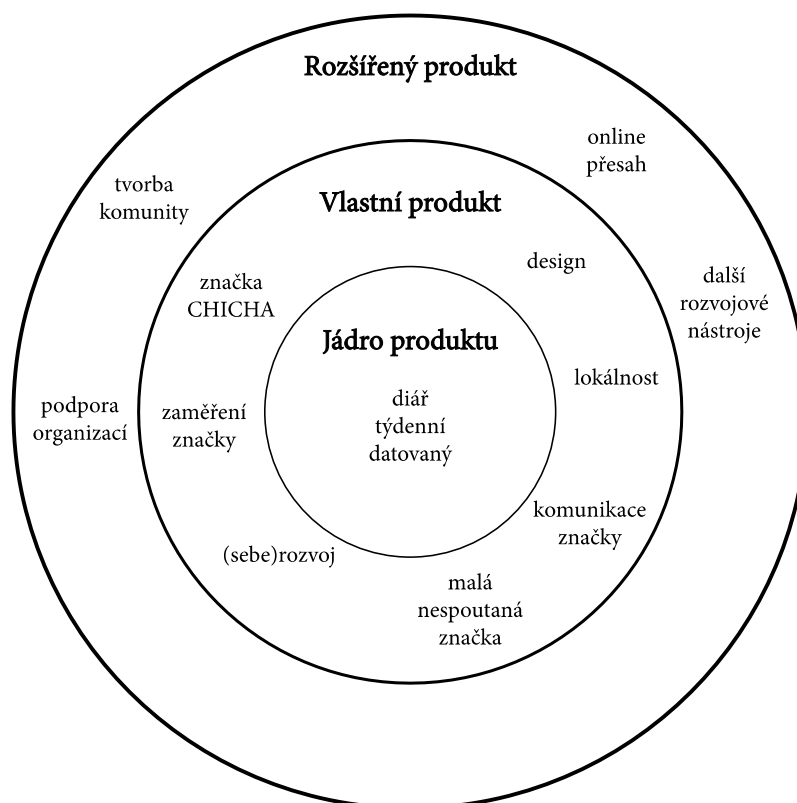 Rozšířený produkt
online
přesah
tvorba
komunity
Vlastní produkt
design
značka
CHICHA
další
rozvojové
nástroje
Jádro produktu
lokálnost
diář
týdenní
datovaný
podpora
organizací
zaměření
značky
komunikace
značky
(sebe)rozvoj
malá
nespoutaná
značka